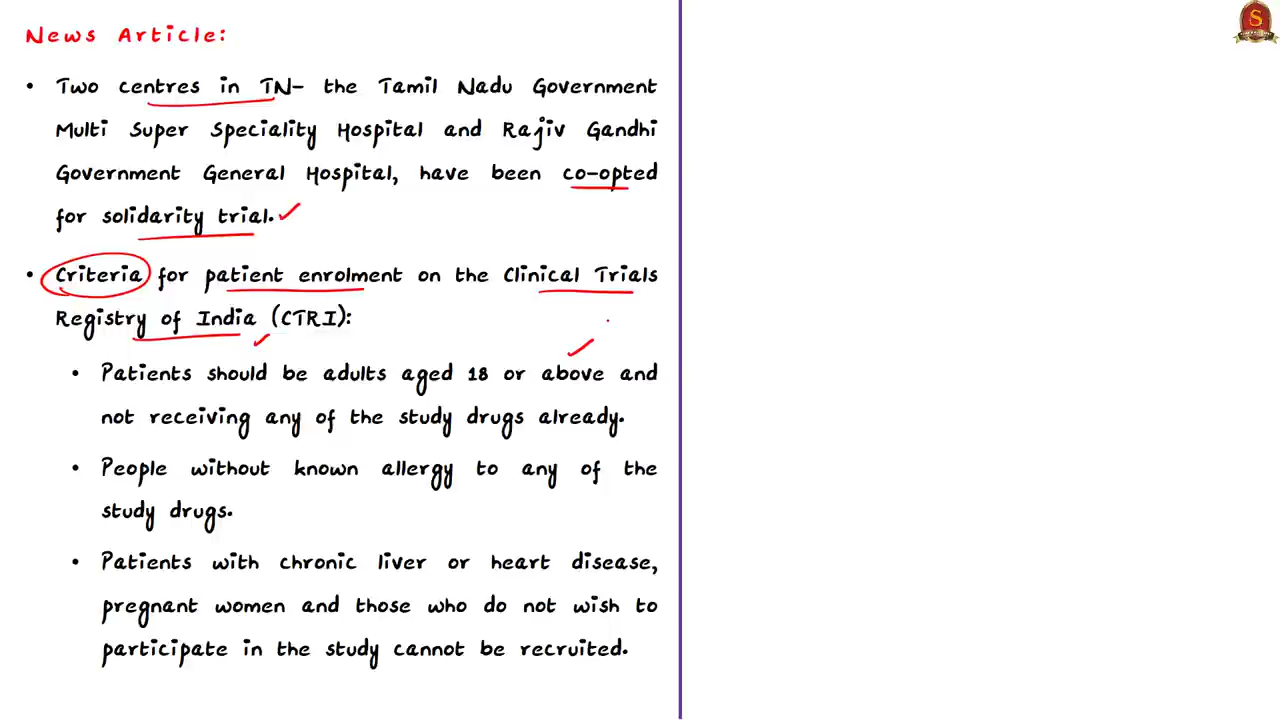 News Article:
• Two centres in TN- the Tamil Nadu Government
Multi Super Speciality Hospital and Rajiv Gandhi
Government General Hospital, have been co-opted
for solidarity trial.
• Criteria for patient enrolment on the Clinical Trials
Registry of India (CTRI):
• Patients should be adults aged 18 or above and
not receiving any of the study drugs already.
• People without known allergy to any of the
study drugs.
• Patients with chronic liver or heart disease,
pregnant women and those who do not wish to
participate in the study cannot be recruited.
S